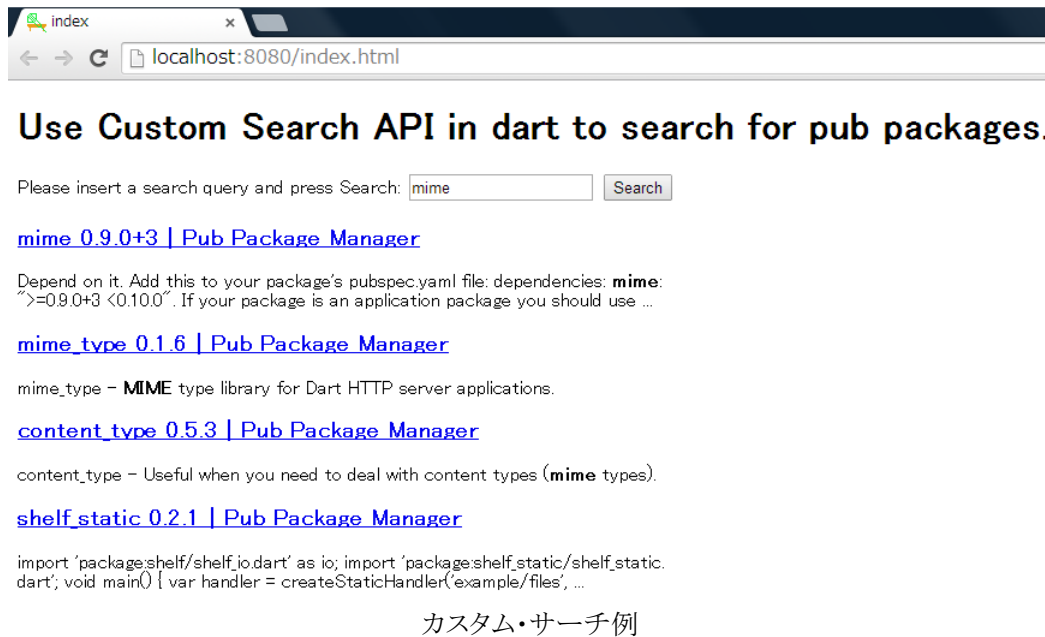 index
localhost:8080/index.html
Use Custom Search API in dart to search for pub packages.
Please insert a search query and press Search: mime Search
mime 0.9.0+3 | Pub Package Manager
Depend on it. Add this to your package's pubspec.yaml file: dependencies: mime:
">=0.9.0+3 <0.10.0". If your package is an application package you should use ...
mime_type 0.1.6 | Pub Package Manager
mime_type - MIME type library for Dart HTTP server applications.
content_type 0.5.3 | Pub Package Manager
content_type - Useful when you need to deal with content types (mime types).
shelf_static 0.2.1 | Pub Package Manager
import 'package:shelf/shelf_io.dart' as io; import 'package:shelf_static/shelf_static.
dart'; void main() { var handler = createStaticHandler('example/files', ...
カスタム・サーチ例